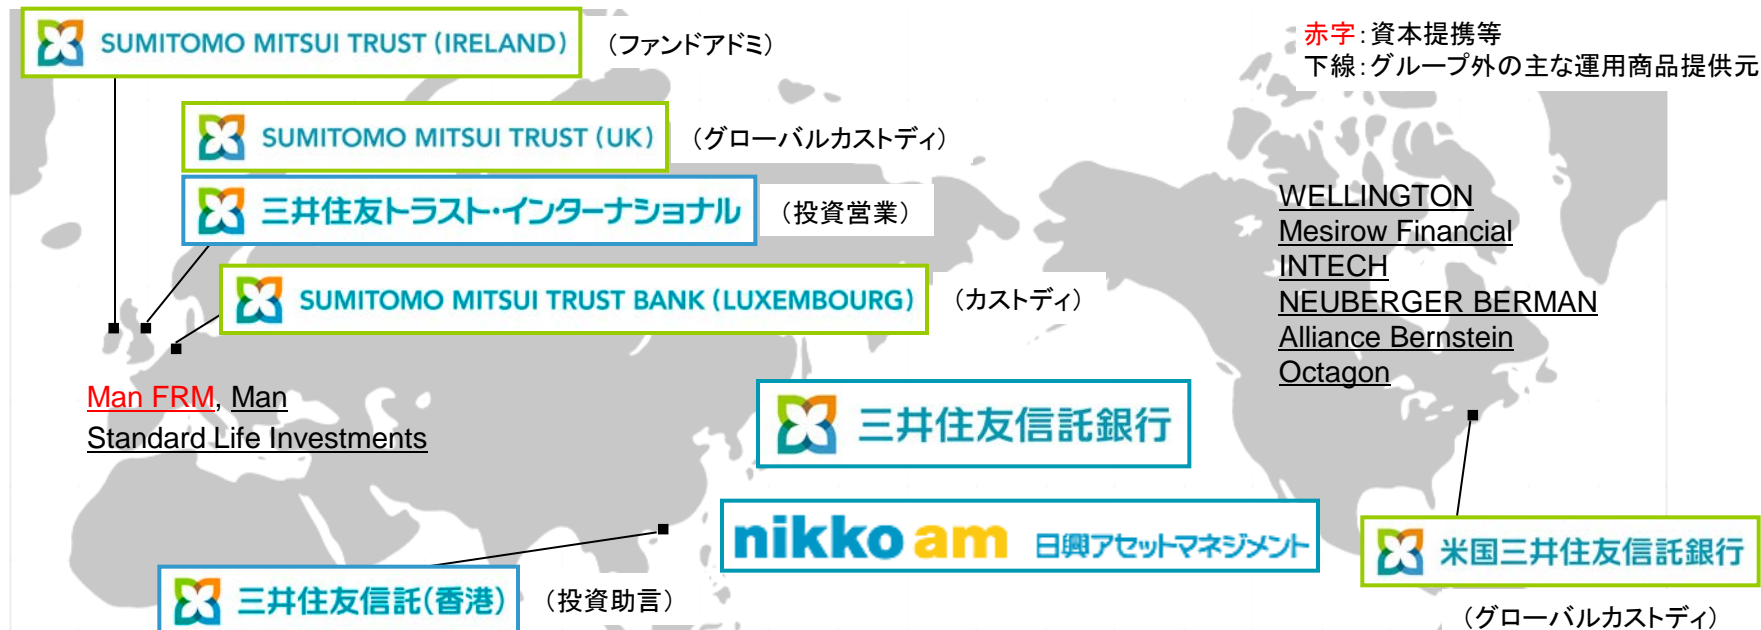 SUMITOMO MITSUI TRUST (IRELAND)
(ファンドアドミ)
赤字:資本提携等
下線:グループ外の主な運用商品提供元
SUMITOMO MITSUI TRUST (UK)
(グローバルカストディ)
三井住友トラスト・インターナショナル
(投資営業)
SUMITOMO MITSUI TRUST BANK (LUXEMBOURG)
(カストディ)
WELLINGTON
Mesirow Financial
INTECH
NEUBERGER BERMAN
Alliance Bernstein
Octagon
Man FRM, Man
Standard Life Investments
三井住友信託銀行
nikko am 日興アセットマネジメント
米国三井住友信託銀行
(グローバルカストディ)
三井住友信託(香港)
(投資助言)